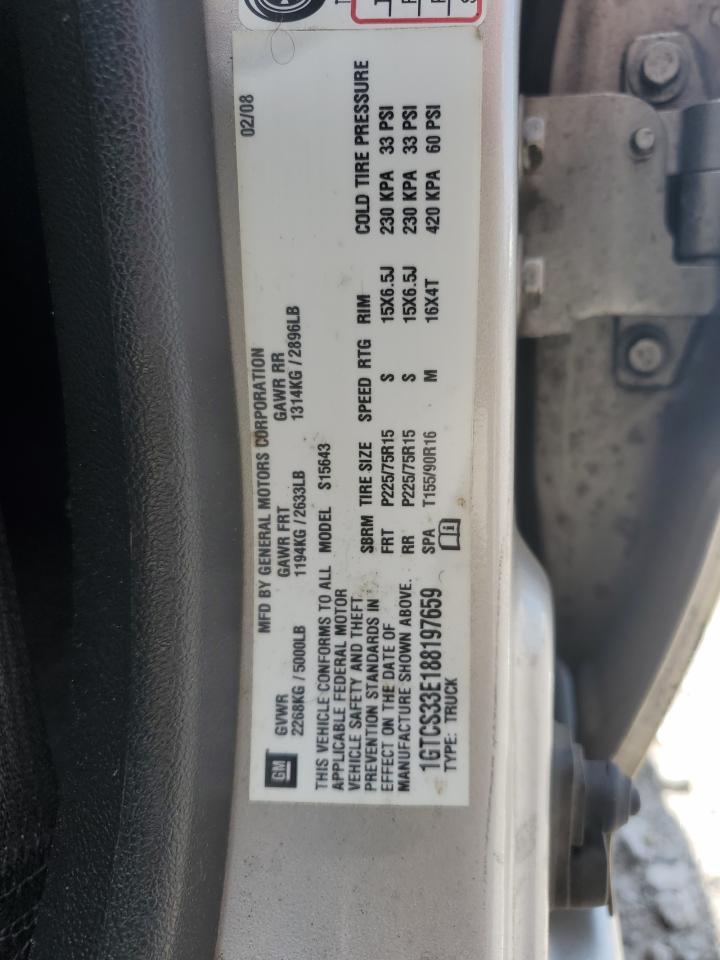 MFD BY GENERAL MOTORS CORPORATION 02/08
GVWR GAWR FRT GAWR RR
2268KG / 5000LB 1194KG / 2633LB 1314KG / 2896LB
GM
THIS VEHICLE CONFORMS TO ALL MODEL S15643
APPLICABLE FEDERAL MOTOR
VEHICLE SAFETY AND THEFT
PREVENTION STANDARDS IN
EFFECT ON THE DATE OF
MANUFACTURE SHOWN ABOVE.
SBRM TIRE SIZE SPEED RTG RIM COLD TIRE PRESSURE
FRT P225/75R15 S 15X6.5J 230 KPA 33 PSI
RR P225/75R15 S 15X6.5J 230 KPA 33 PSI
SPA T155/90R16 M 16X4T 420 KPA 60 PSI
1GTCS33E188197659
TYPE: TRUCK